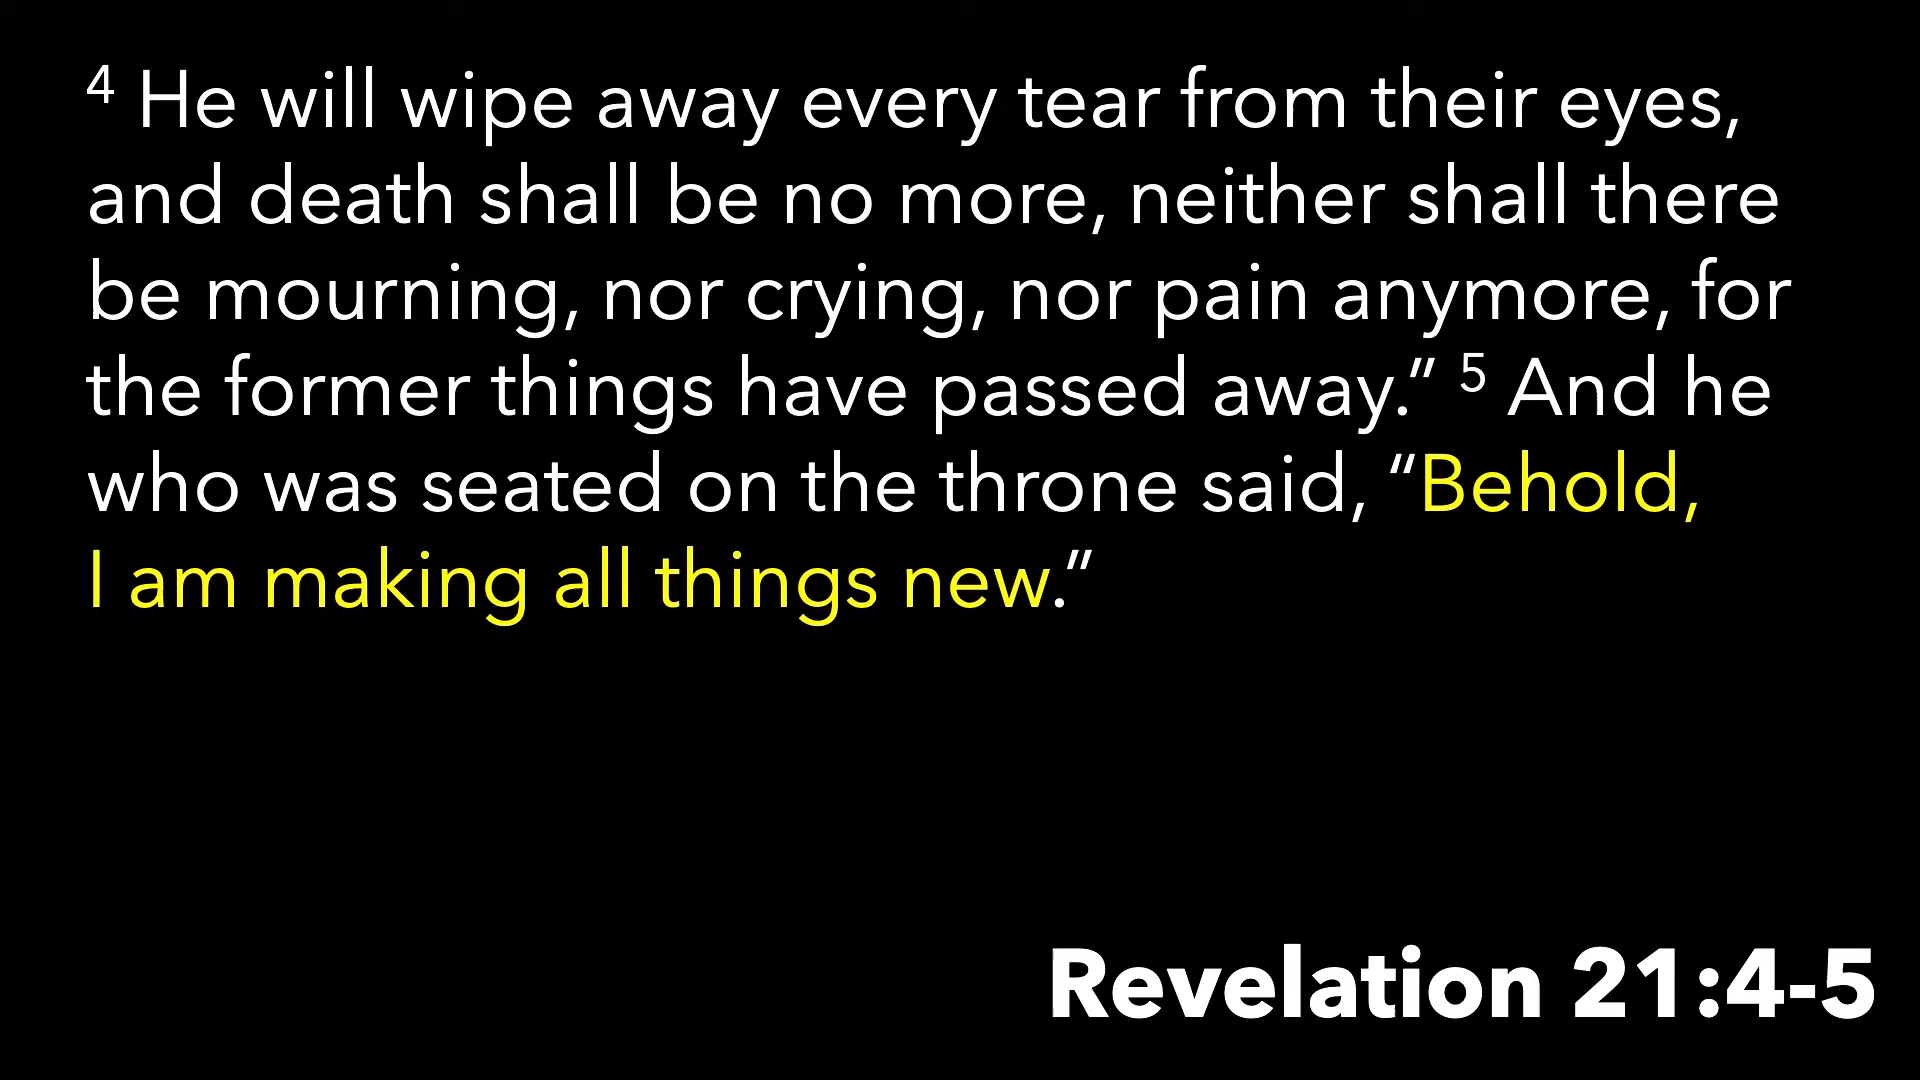 4 He will wipe away every tear from their eyes,
and death shall be no more, neither shall there
be mourning, nor crying, nor pain anymore, for
the former things have passed away.” 5 And he
who was seated on the throne said, “Behold,
I am making all things new.”
Revelation 21:4-5